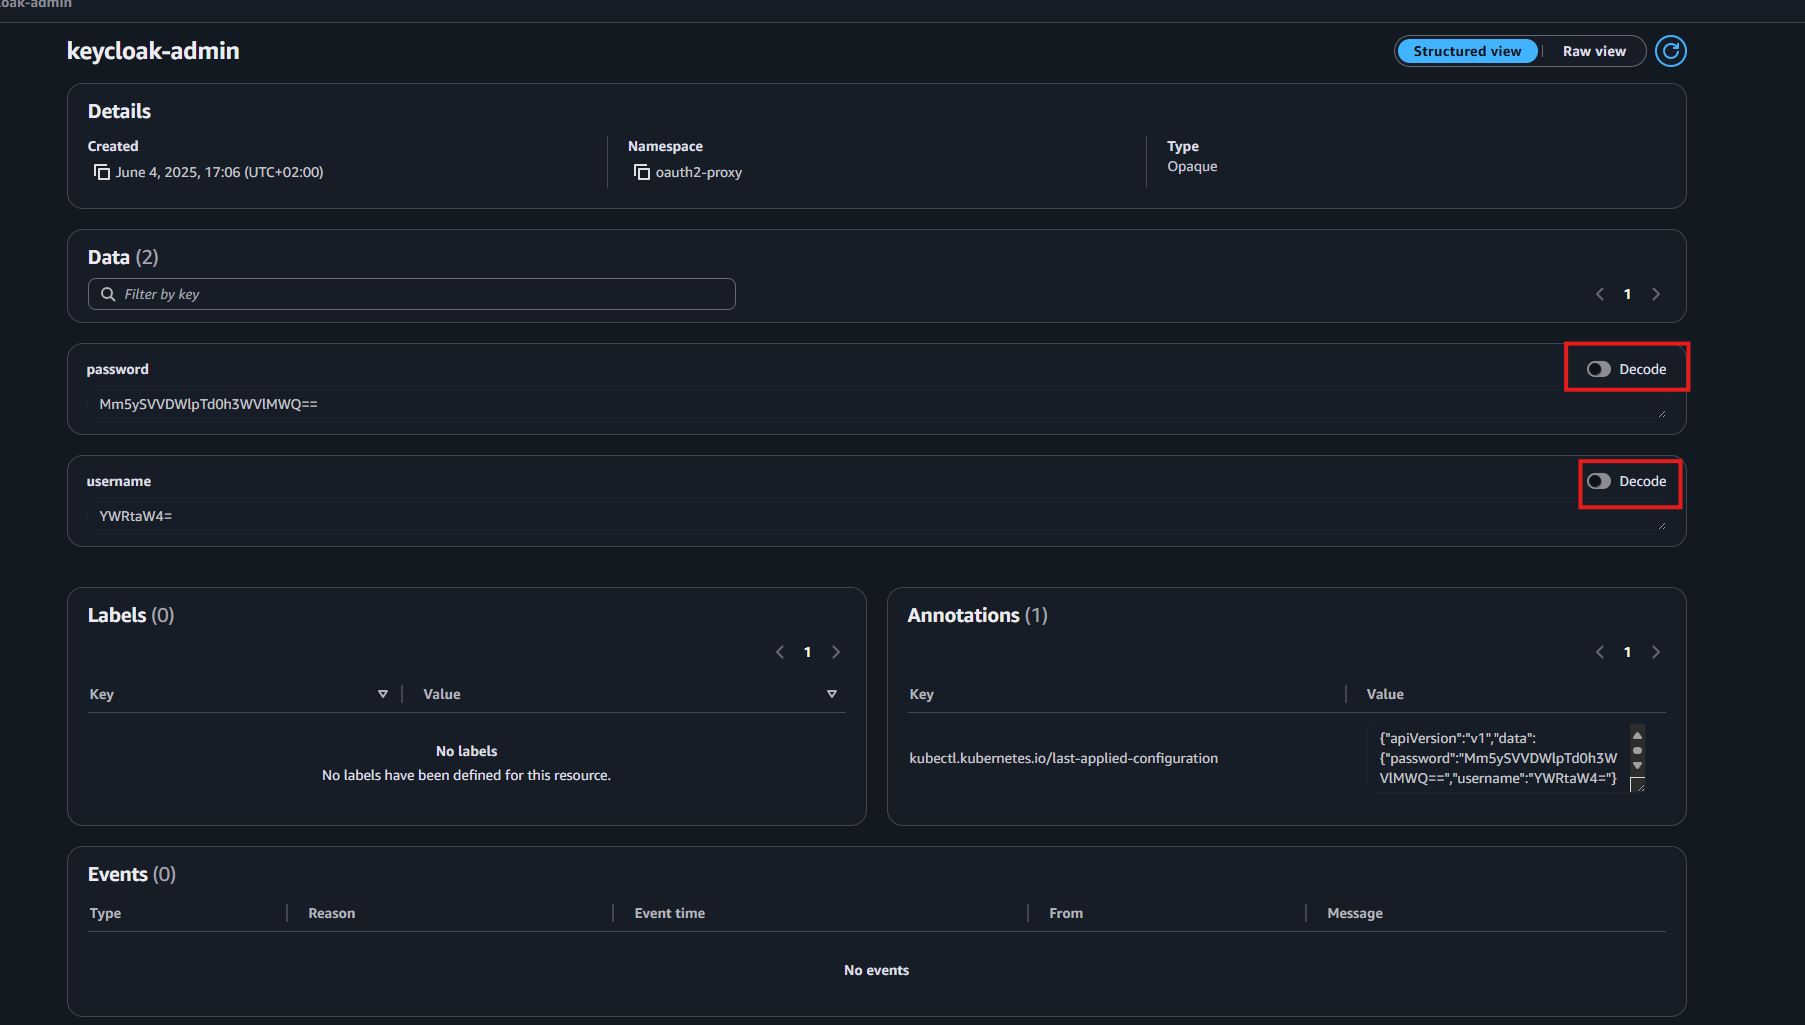 oak-admin
keycloak-admin
Structured view
Raw view
Details
Created
June 4, 2025, 17:06 (UTC+02:00)
Namespace
oauth2-proxy
Type
Opaque
Data (2)
Filter by key
1
password
Decode
Mm5ySVVDWlpTd0h3WVlMWQ==
username
Decode
YWRtaW4=
Labels (0)
1
Key
Value
No labels
No labels have been defined for this resource.
Annotations (1)
1
Key
Value
kubectl.kubernetes.io/last-applied-configuration
{"apiVersion":"v1","data":
{"password":"Mm5ySVVDWlpTd0h3W
VlMWQ==","username":"YWRtaW4="}
Events (0)
Type
Reason
Event time
From
Message
No events